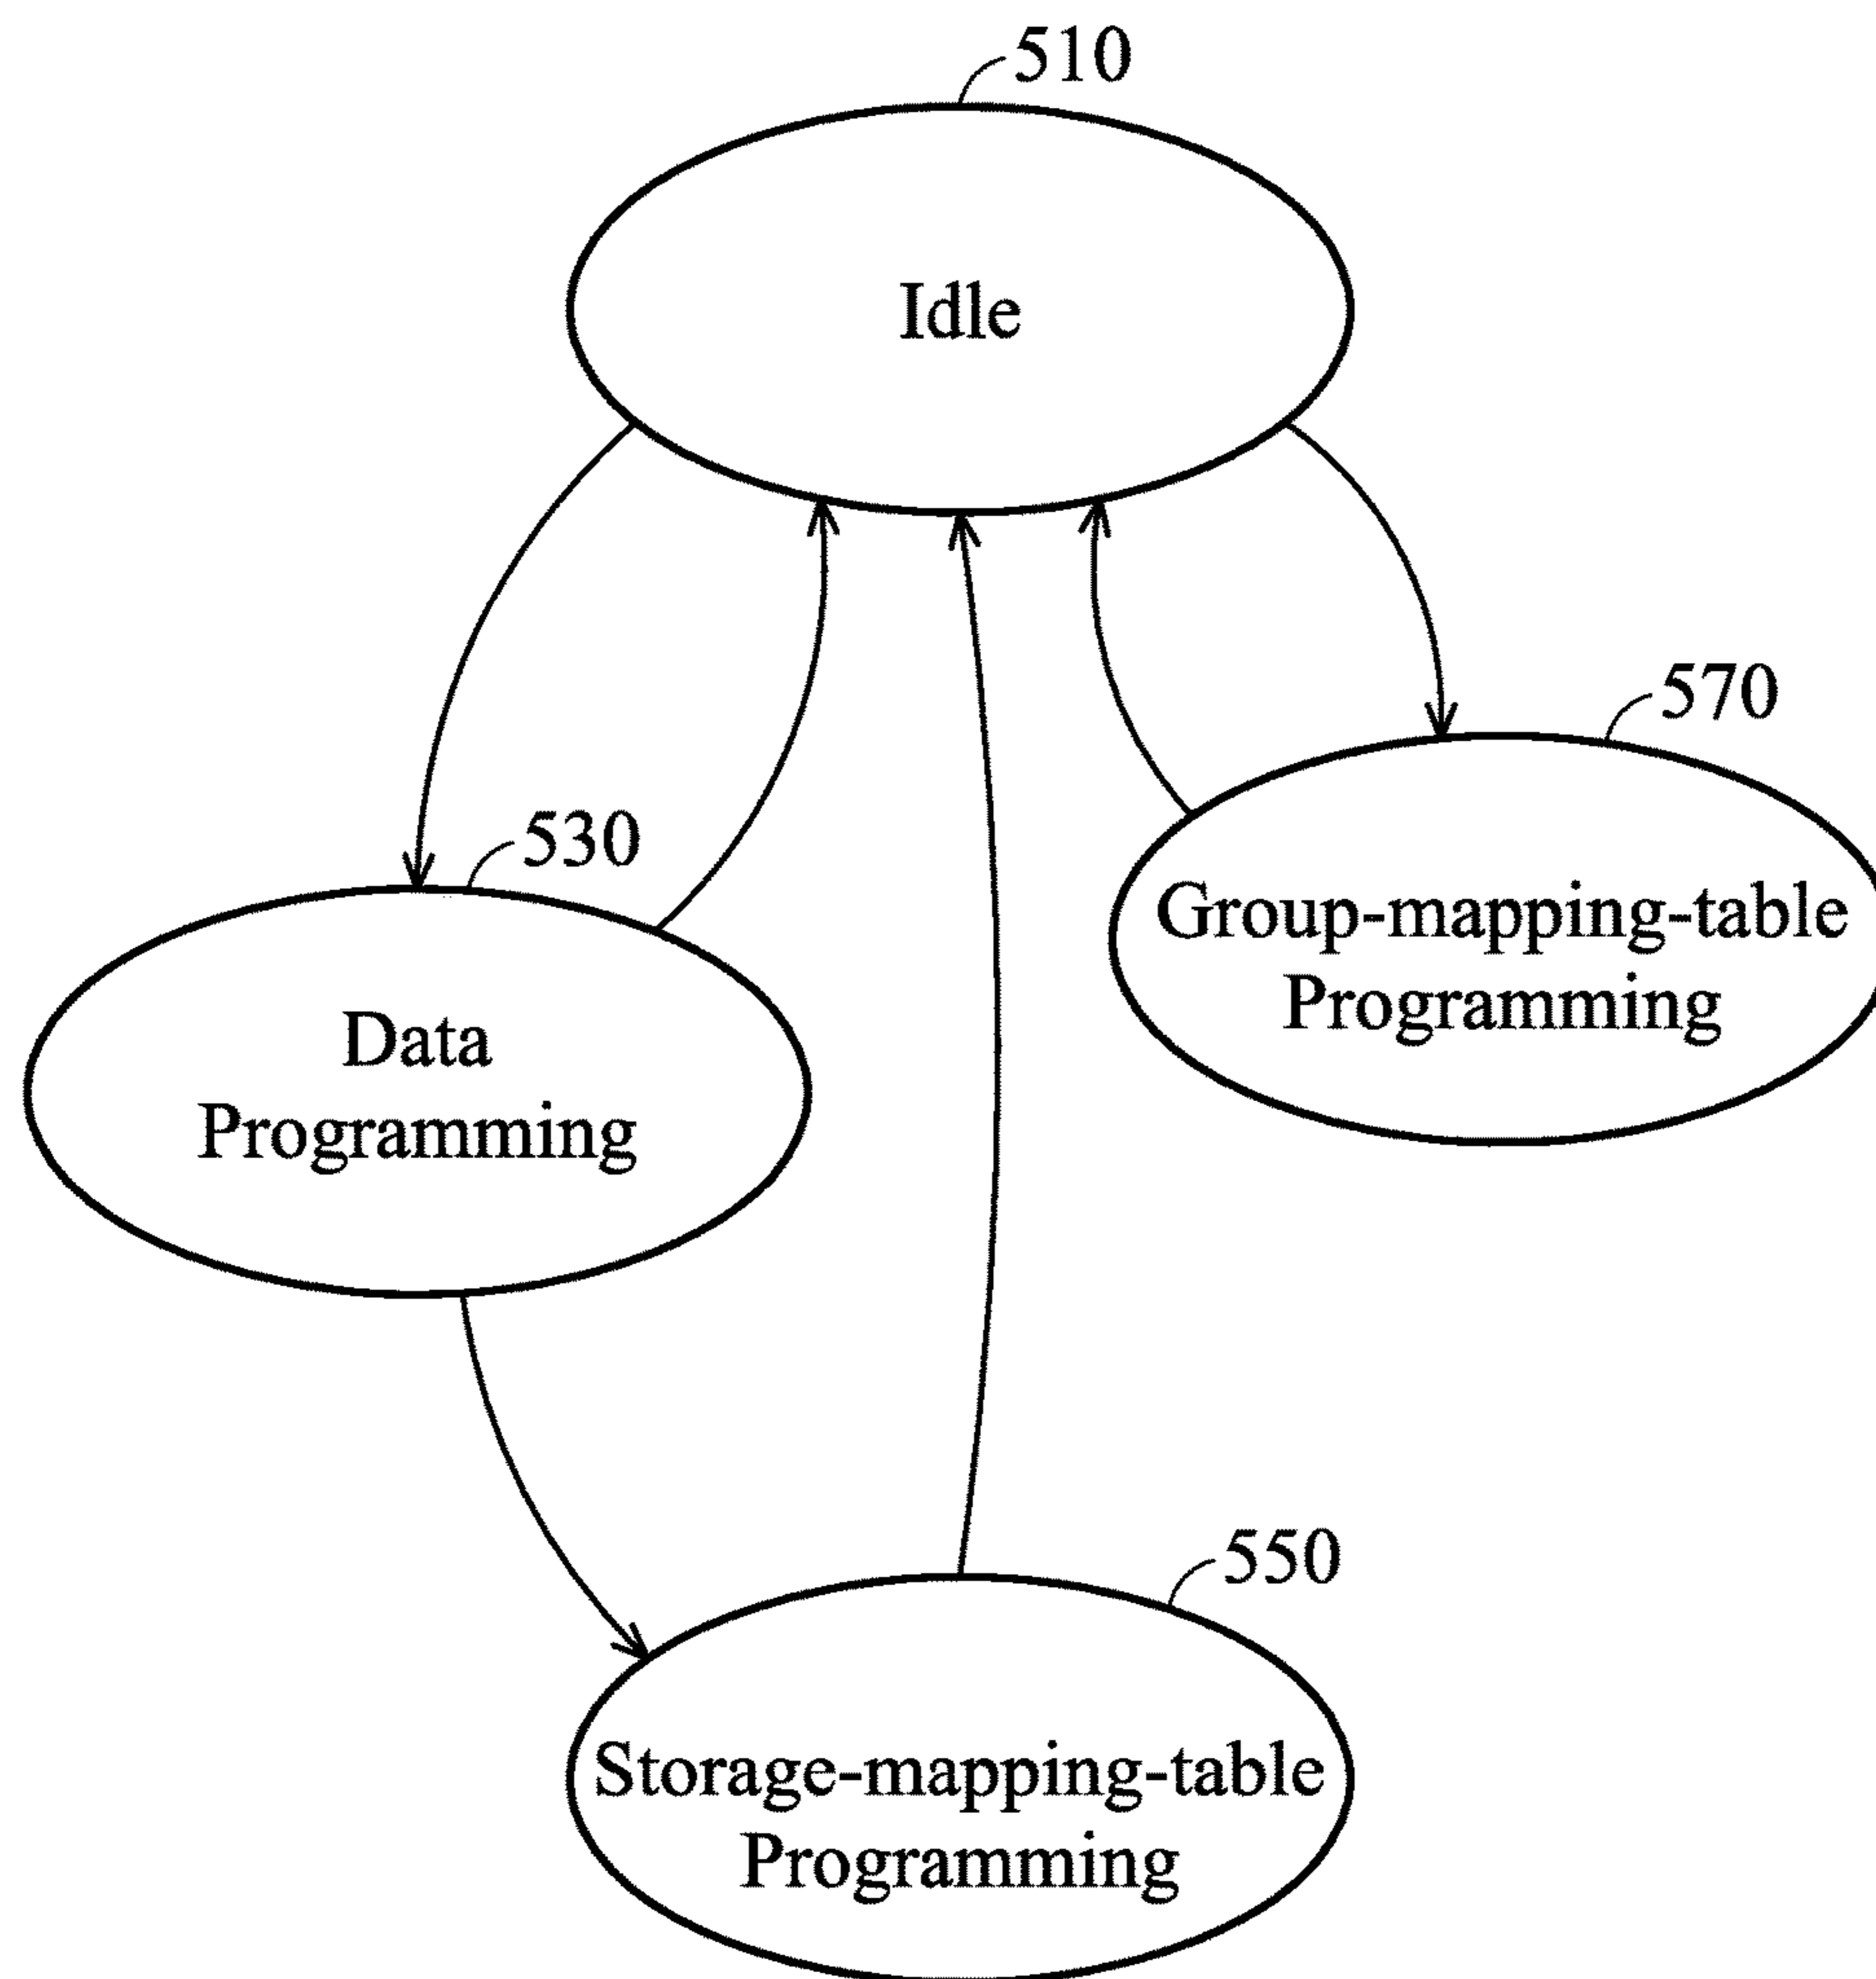 510
Idle
570
530
Group-mapping-table
Programming
Data
Programming
550
Storage-mapping-table
Programming